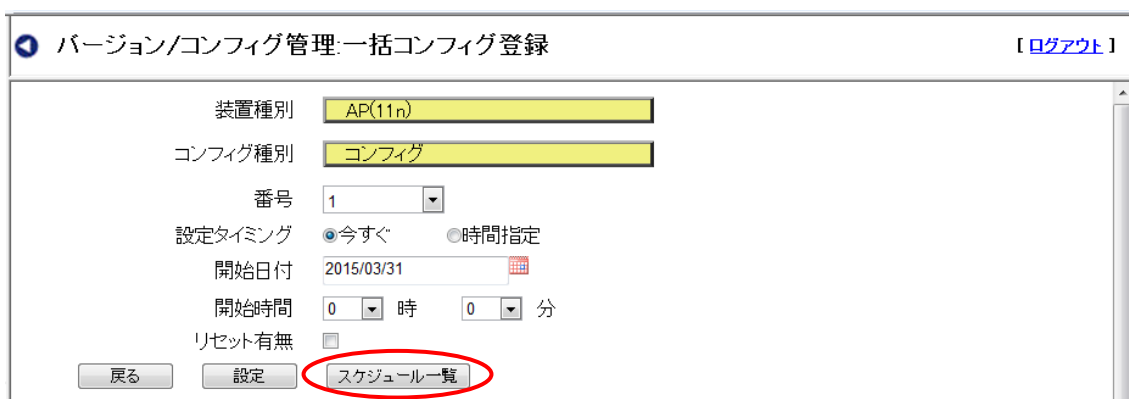 バージョン/コンフィグ管理:一括コンフィグ登録 [ ログアウト ]
装置種別 AP(11n)
コンフィグ種別 コンフィグ
番号 1
設定タイミング 今すぐ 時間指定
開始日付 2015/03/31
開始時間 0 時 0 分
リセット有無
戻る 設定 スケジュール一覧